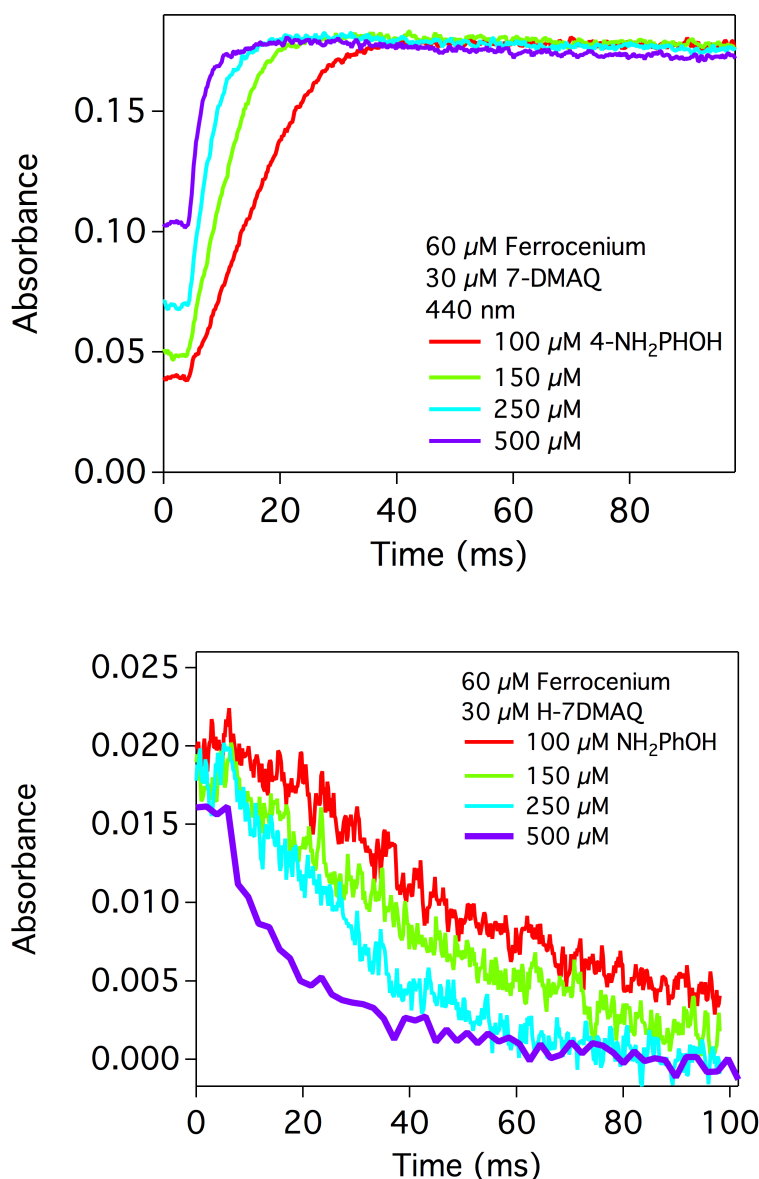 0.15
0.10
0.05
0.00
Absorbance
60 µM Ferrocenium
30 µM 7-DMAQ
440 nm
100 µM 4-NH₂PHOH
150 µM
250 µM
500 µM
0 20 40 60 80
Time (ms)
0.025
0.020
0.015
0.010
0.005
0.000
Absorbance
60 µM Ferrocenium
30 µM H-7DMAQ
100 µM NH₂PhOH
150 µM
250 µM
500 µM
0 20 40 60 80 100
Time (ms)